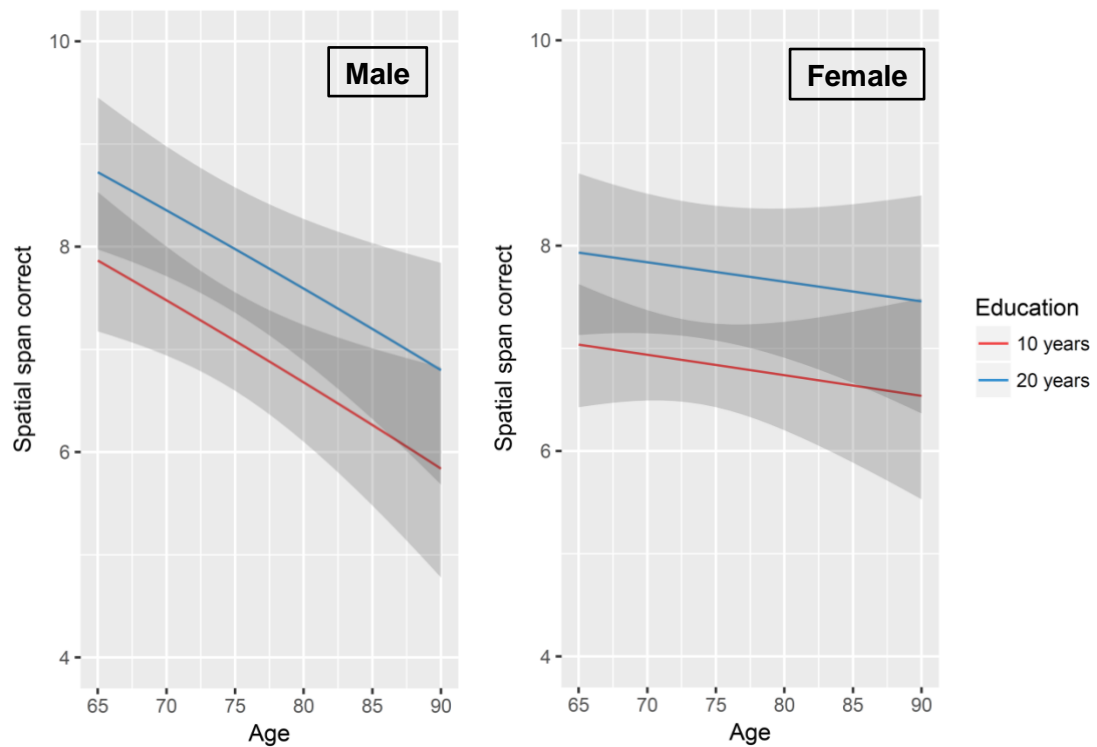 Male
10
8
6
4
Spatial span correct
65 70 75 80 85 90
Age
Female
10
8
6
4
Spatial span correct
65 70 75 80 85 90
Age
Education
10 years
20 years